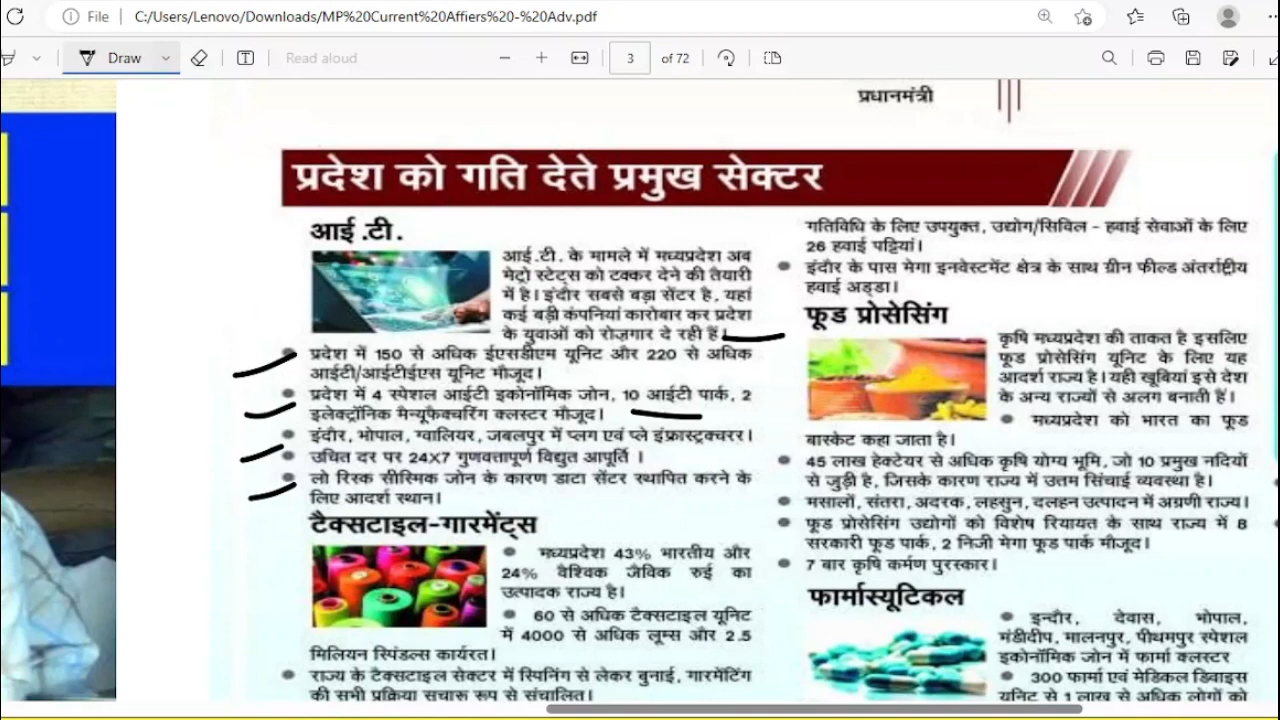 File
C:/Users/Lenovo/Downloads/MP%20Current%20Affiers%20-%20Adv.pdf
Draw
Read aloud
3
of 72
प्रधानमंत्री
प्रदेश को गति देते प्रमुख सेक्टर
आई .टी.
आई .टी. के मामले में मध्यप्रदेश अब
मेट्रो स्टेट्स को टक्कर देने की तैयारी
में है। इंदौर सबसे बड़ा सेंटर है, यहां
कई बड़ी कंपनियां कारोबार कर प्रदेश
के युवाओं को रोज़गार दे रही हैं।
प्रदेश में 150 से अधिक ईएसडीएम यूनिट और 220 से अधिक
आईटी/आईटीईएस यूनिट मौजूद।
प्रदेश में 4 स्पेशल आईटी इकोनॉमिक जोन, 10 आईटी पार्क, 2
इलेक्ट्रॉनिक मैन्यूफैक्चरिंग क्लस्टर मौजूद।
इंदौर, भोपाल, ग्वालियर, जबलपुर में प्लग एवं प्ले इंफ्रास्ट्रक्चरर।
उचित दर पर 24X7 गुणवत्तापूर्ण विद्युत आपूर्ति ।
लो रिस्क सीस्मिक जोन के कारण डाटा सेंटर स्थापित करने के
लिए आदर्श स्थान।
टैक्सटाइल-गारमेंट्स
मध्यप्रदेश 43% भारतीय और
24% वैश्विक जैविक रुई का
उत्पादक राज्य है।
60 से अधिक टैक्सटाइल यूनिट
में 4000 से अधिक लूम्स और 2.5
मिलियन स्पिंडल्स कार्यरत।
राज्य के टैक्सटाइल सेक्टर में स्पिनिंग से लेकर बुनाई, गारमेंटिंग
की सभी प्रक्रिया सुचारू रूप से संचालित।
गतिविधि के लिए उपयुक्त, उद्योग/सिविल - हवाई सेवाओं के लिए
26 हवाई पट्टियां।
इंदौर के पास मेगा इनवेस्टमेंट क्षेत्र के साथ ग्रीन फील्ड अंतर्राष्ट्रीय
हवाई अड्डा।
फूड प्रोसेसिंग
कृषि मध्यप्रदेश की ताकत है इसलिए
फूड प्रोसेसिंग यूनिट के लिए यह
आदर्श राज्य है। यही खूबियां इसे देश
के अन्य राज्यों से अलग बनाती हैं।
मध्यप्रदेश को भारत का फूड
बास्केट कहा जाता है।
45 लाख हेक्टेयर से अधिक कृषि योग्य भूमि, जो 10 प्रमुख नदियों
से जुड़ी है, जिसके कारण राज्य में उत्तम सिंचाई व्यवस्था है।
मसालों, संतरा, अदरक, लहसुन, दलहन उत्पादन में अग्रणी राज्य।
फूड प्रोसेसिंग उद्योगों को विशेष रियायत के साथ राज्य में 8
सरकारी फूड पार्क, 2 निजी मेगा फूड पार्क मौजूद।
7 बार कृषि कर्मण पुरस्कार।
फार्मास्यूटिकल
इन्दौर, देवास, भोपाल,
मंडीदीप, मालनपुर, पीथमपुर स्पेशल
इकोनॉमिक जोन में फार्मा क्लस्टर
300 फार्मा एवं मेडिकल डिवाइस
यूनिट से 1 लाख से अधिक लोगों को